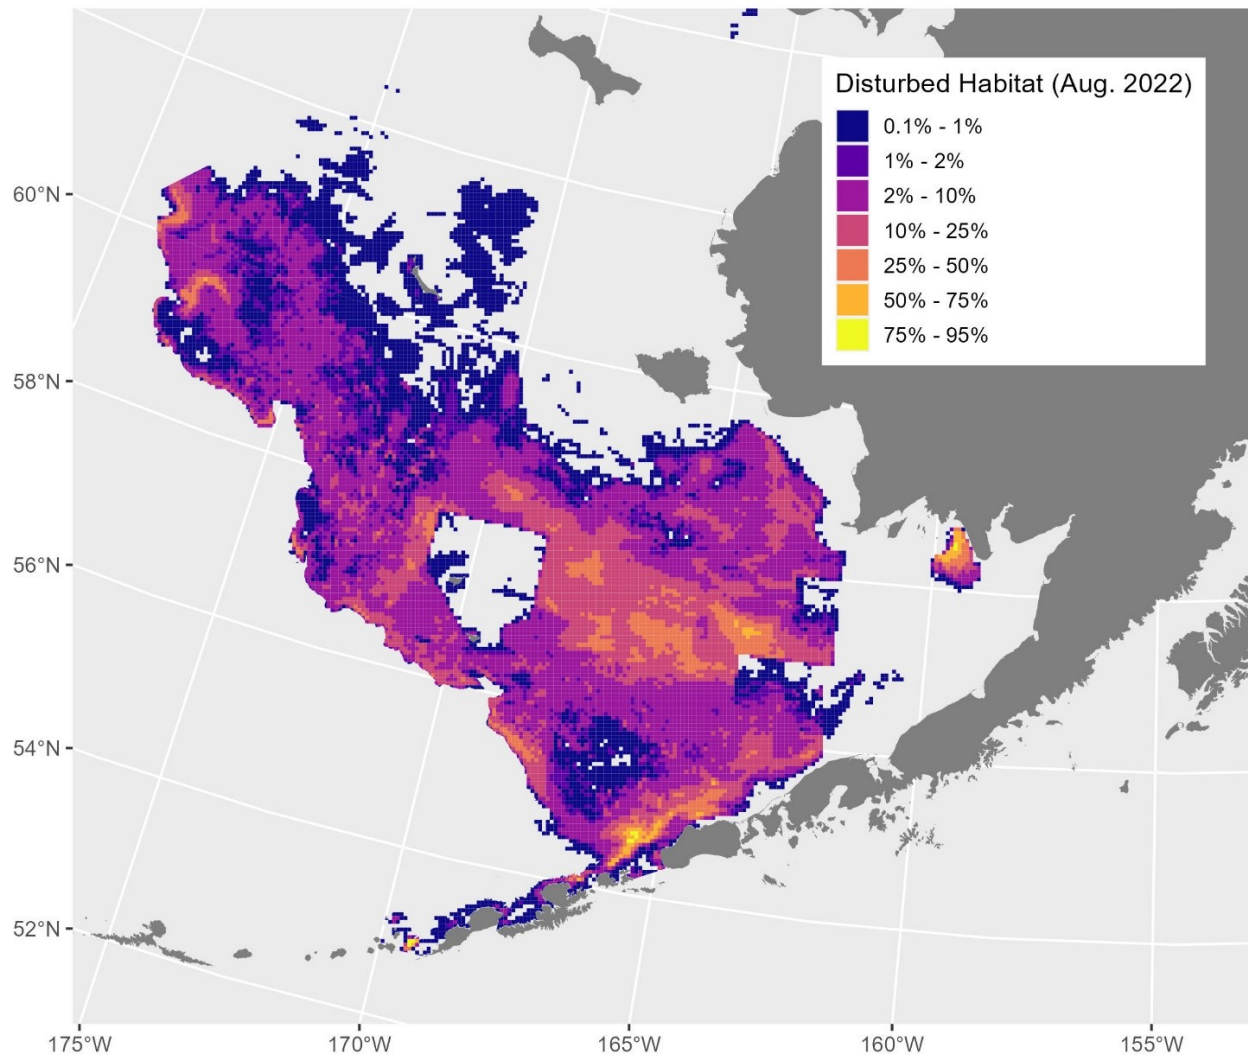 Disturbed Habitat (Aug. 2022)
0.1% - 1%
1% - 2%
2% - 10%
10% - 25%
25% - 50%
50% - 75%
75% - 95%
60°N
58°N
56°N
54°N
52°N
175°W
170°W
165°W
160°W
155°W